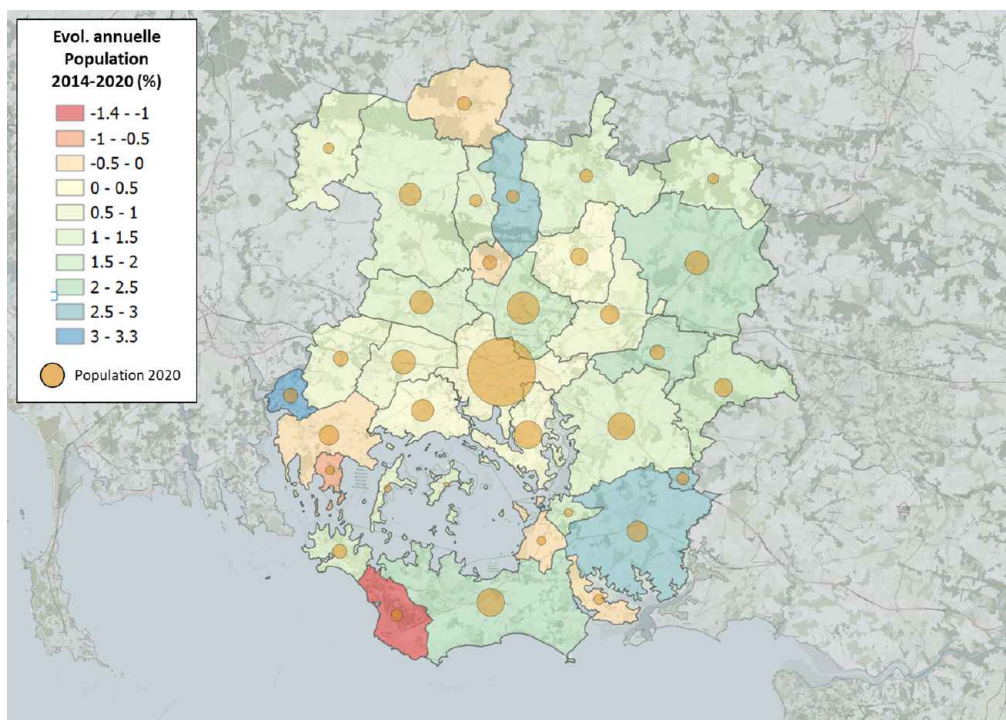 Evol. annuelle
Population
2014-2020 (%)
-1.4 - -1
-1 - -0.5
-0.5 - 0
0 - 0.5
0.5 - 1
1 - 1.5
1.5 - 2
2 - 2.5
2.5 - 3
3 - 3.3
Population 2020